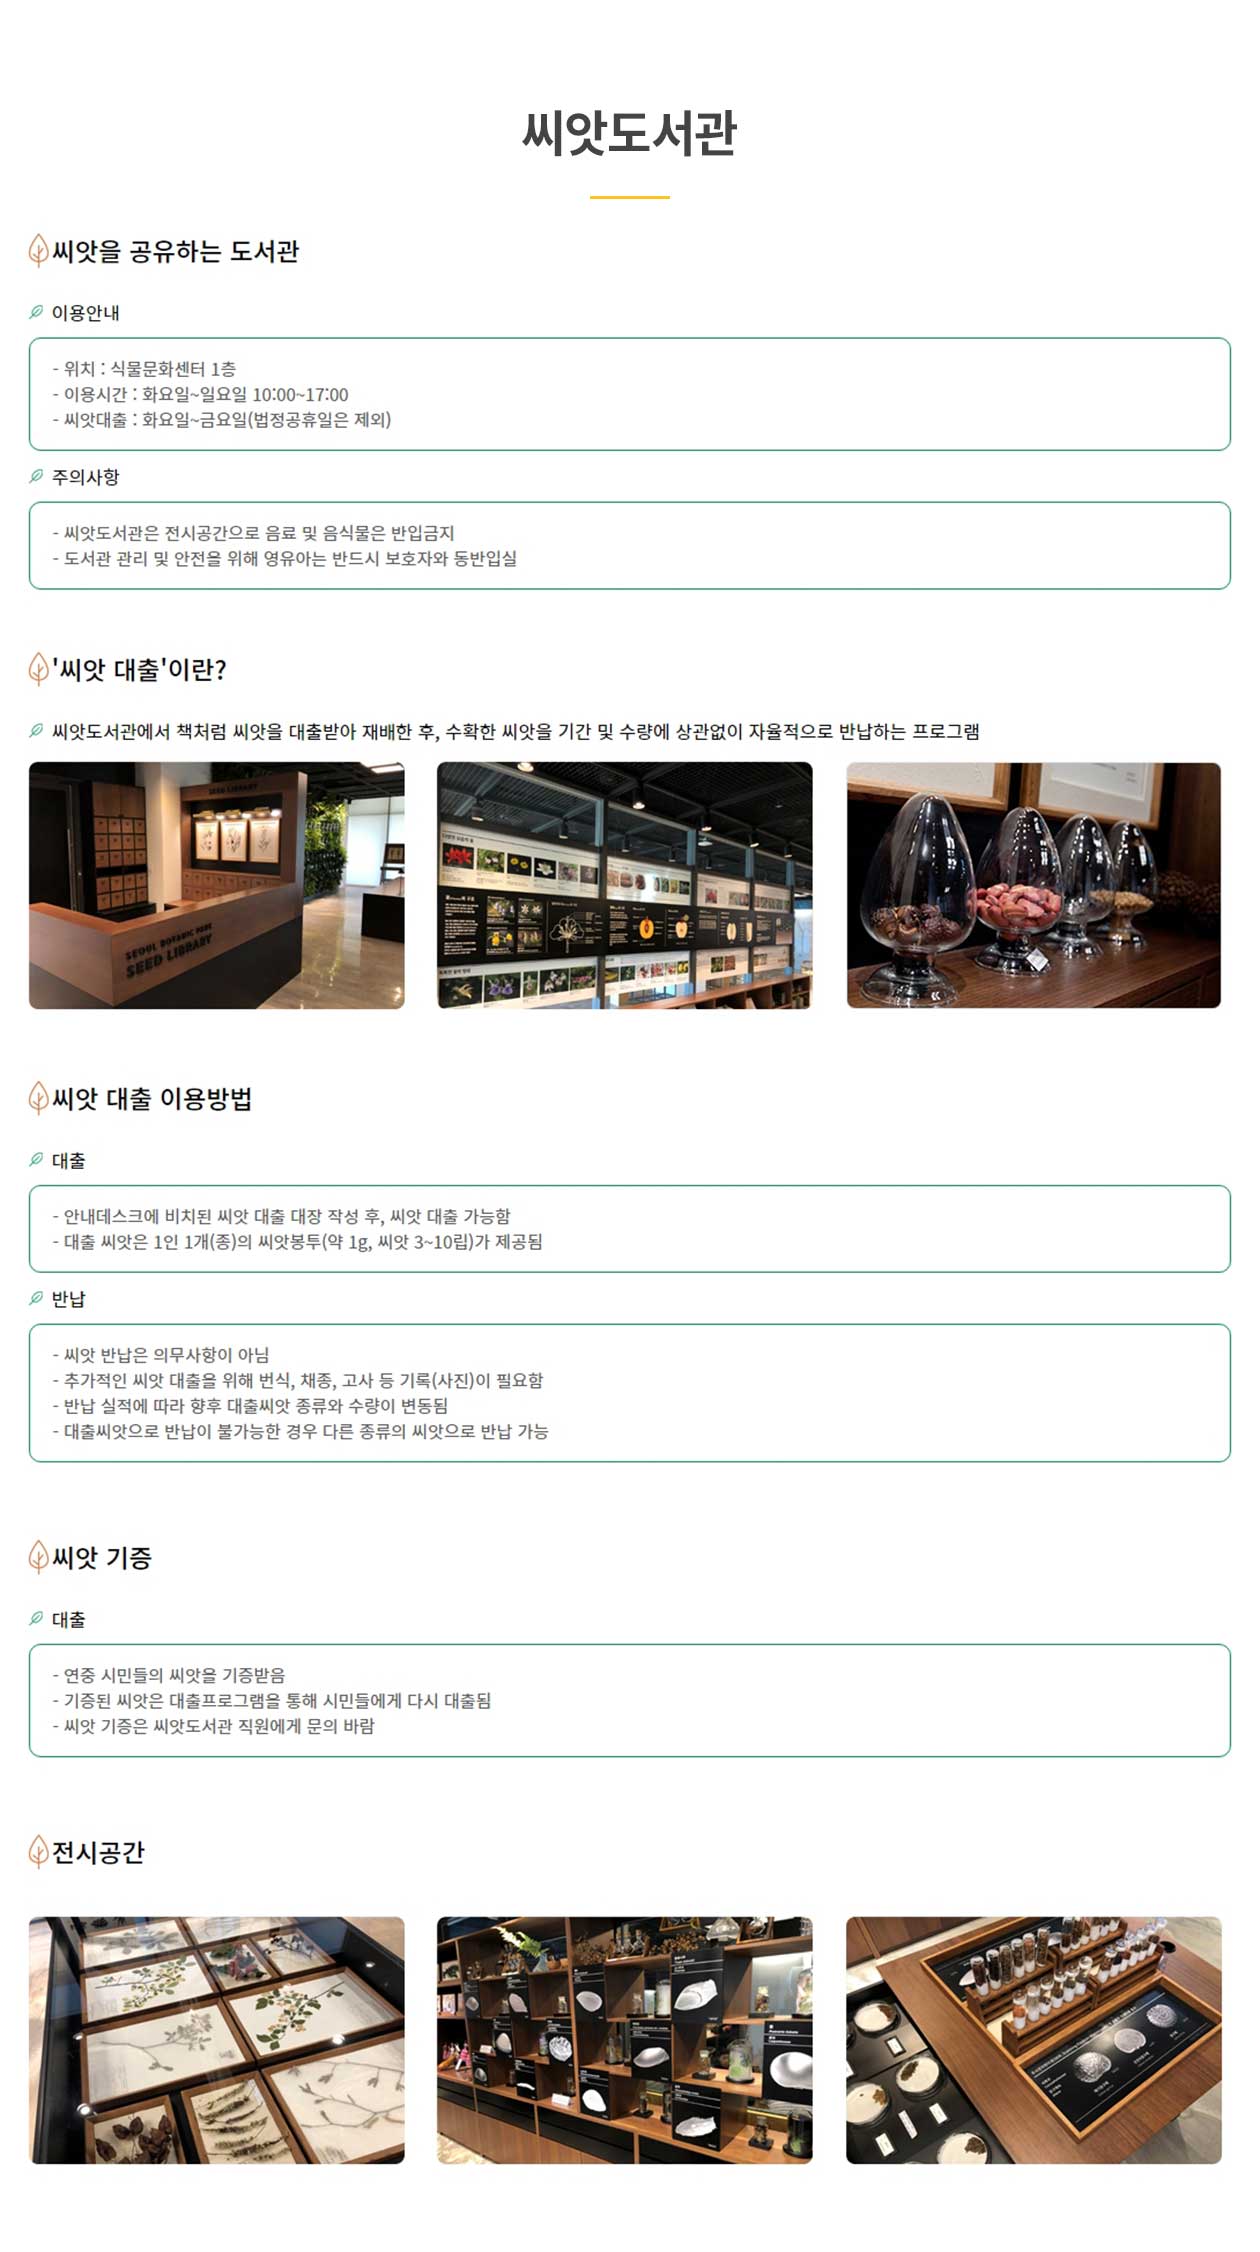 씨앗도서관
씨앗을 공유하는 도서관
이용안내
- 위치 : 식물문화센터 1층
- 이용시간 : 화요일~일요일 10:00~17:00
- 씨앗대출 : 화요일~금요일(법정공휴일은 제외)
주의사항
- 씨앗도서관은 전시공간으로 음료 및 음식물은 반입금지
- 도서관 관리 및 안전을 위해 영유아는 반드시 보호자와 동반입실
'씨앗 대출'이란?
씨앗도서관에서 책처럼 씨앗을 대출받아 재배한 후, 수확한 씨앗을 기간 및 수량에 상관없이 자율적으로 반납하는 프로그램
SEED LIBRARY
SEOUL BOTANIC PARK
SEED LIBRARY
씨앗 대출 이용방법
대출
- 안내데스크에 비치된 씨앗 대출 대장 작성 후, 씨앗 대출 가능함
- 대출 씨앗은 1인 1개(종)의 씨앗봉투(약 1g, 씨앗 3~10립)가 제공됨
반납
- 씨앗 반납은 의무사항이 아님
- 추가적인 씨앗 대출을 위해 번식, 채종, 고사 등 기록(사진)이 필요함
- 반납 실적에 따라 향후 대출씨앗 종류와 수량이 변동됨
- 대출씨앗으로 반납이 불가능한 경우 다른 종류의 씨앗으로 반납 가능
씨앗 기증
대출
- 연중 시민들의 씨앗을 기증받음
- 기증된 씨앗은 대출프로그램을 통해 시민들에게 다시 대출됨
- 씨앗 기증은 씨앗도서관 직원에게 문의 바람
전시공간